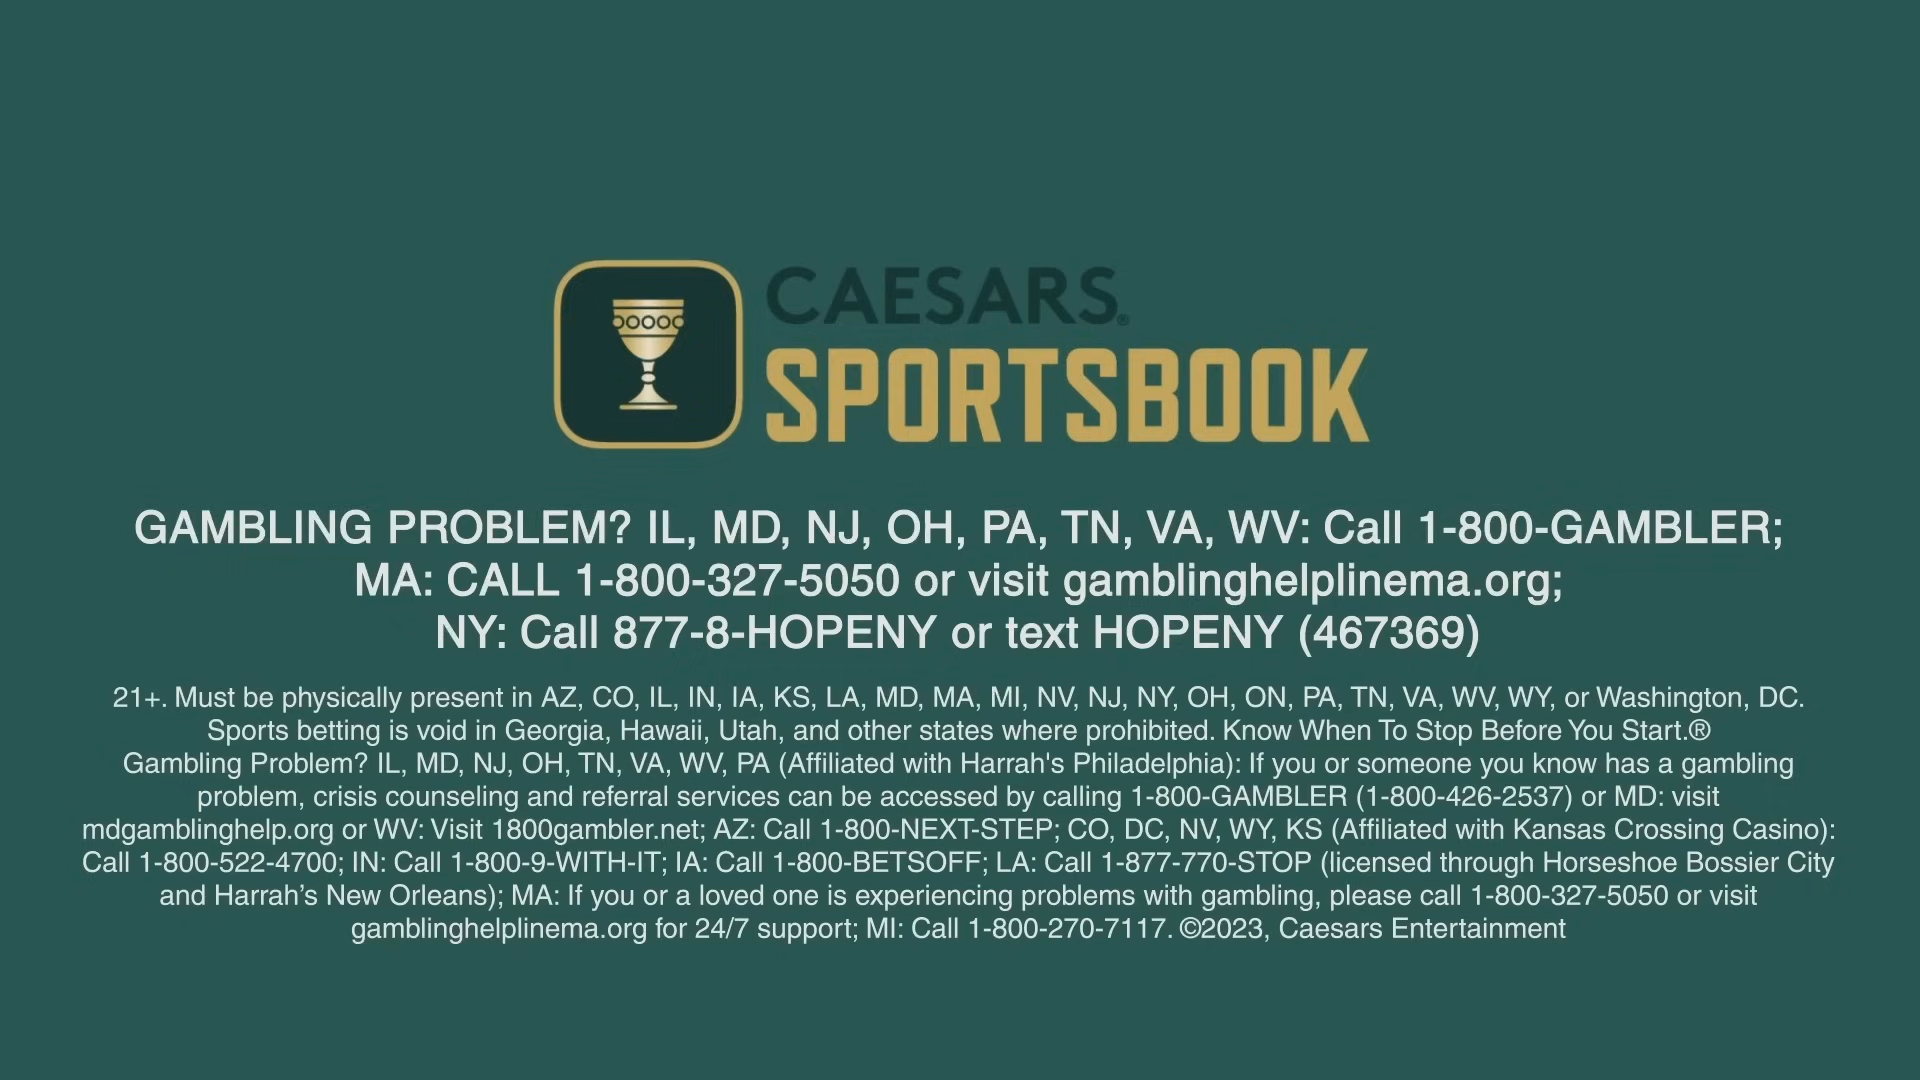 CAESARS®
SPORTSBOOK
GAMBLING PROBLEM? IL, MD, NJ, OH, PA, TN, VA, WV: Call 1-800-GAMBLER;
MA: CALL 1-800-327-5050 or visit gamblinghelplinema.org;
NY: Call 877-8-HOPENY or text HOPENY (467369)
21+. Must be physically present in AZ, CO, IL, IN, IA, KS, LA, MD, MA, MI, NV, NJ, NY, OH, ON, PA, TN, VA, WV, WY, or Washington, DC.
Sports betting is void in Georgia, Hawaii, Utah, and other states where prohibited. Know When To Stop Before You Start.®
Gambling Problem? IL, MD, NJ, OH, TN, VA, WV, PA (Affiliated with Harrah's Philadelphia): If you or someone you know has a gambling
problem, crisis counseling and referral services can be accessed by calling 1-800-GAMBLER (1-800-426-2537) or MD: visit
mdgamblinghelp.org or WV: Visit 1800gambler.net; AZ: Call 1-800-NEXT-STEP; CO, DC, NV, WY, KS (Affiliated with Kansas Crossing Casino):
Call 1-800-522-4700; IN: Call 1-800-9-WITH-IT; IA: Call 1-800-BETSOFF; LA: Call 1-877-770-STOP (licensed through Horseshoe Bossier City
and Harrah’s New Orleans); MA: If you or a loved one is experiencing problems with gambling, please call 1-800-327-5050 or visit
gamblinghelplinema.org for 24/7 support; MI: Call 1-800-270-7117. ©2023, Caesars Entertainment